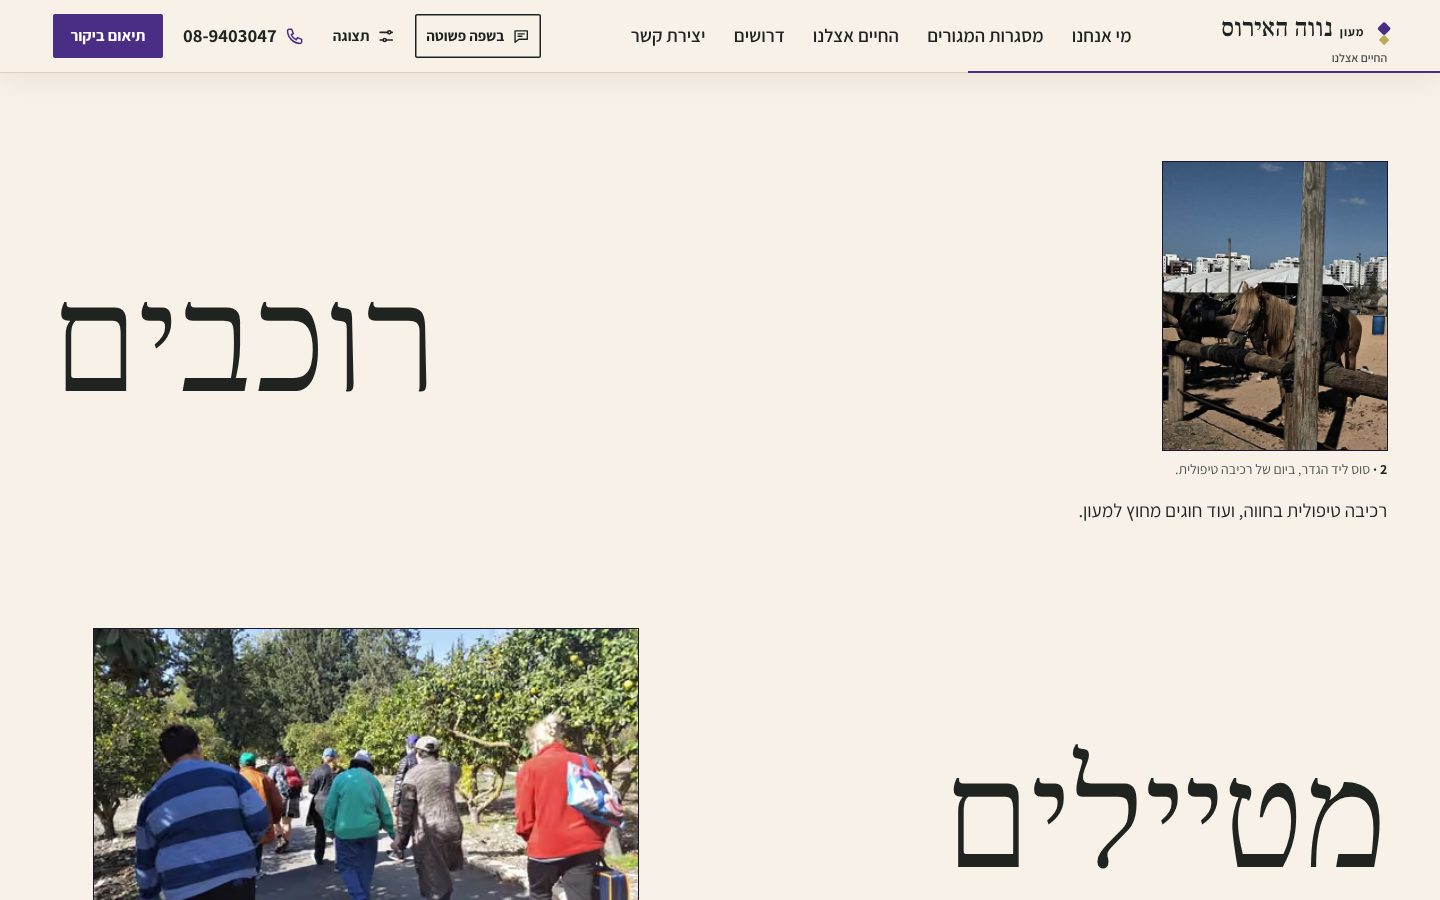 מעון נווה האירוס
החיים אצלנו
מי אנחנו
מסגרות המגורים
החיים אצלנו
דרושים
יצירת קשר
בשפה פשוטה
תצוגה
08-9403047
תיאום ביקור
2 · סוס ליד הגדר, ביום של רכיבה טיפולית.
רכיבה טיפולית בחווה, ועוד חוגים מחוץ למעון.
רוכבים
מטיילים